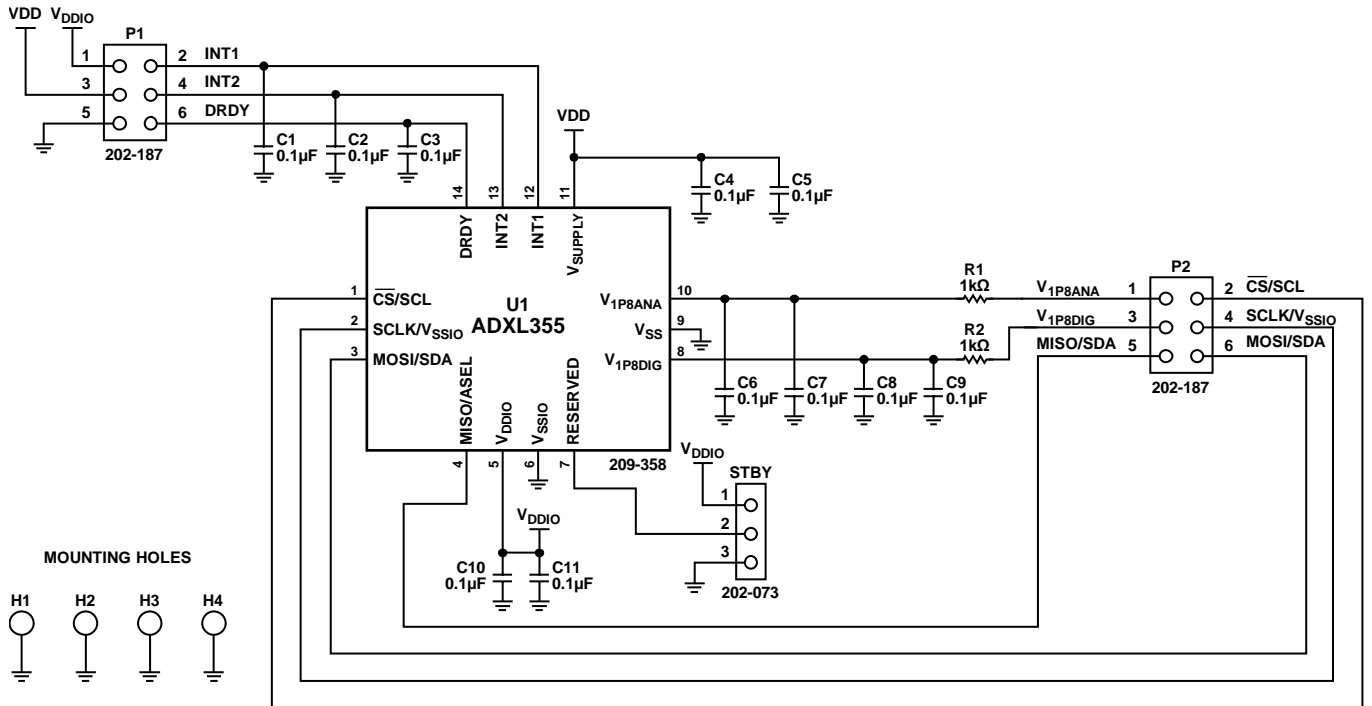 VDD VDDIO
P1
1 2 INT1
3 4 INT2
5 6 DRDY
202-187
C1
0.1µF
C2
0.1µF
C3
0.1µF
VDD
C4
0.1µF
C5
0.1µF
14 13 12 11
DRDY INT2 INT1 VSUPPLY
1 CS/SCL
2 SCLK/VSSIO
3 MOSI/SDA
U1
ADXL355
V1P8ANA 10
VSS 9
V1P8DIG 8
MISO/ASEL VDDIO VSSIO RESERVED
4 5 6 7
209-358
R1
1kΩ
R2
1kΩ
C6
0.1µF
C7
0.1µF
C8
0.1µF
C9
0.1µF
P2
V1P8ANA 1 2 CS/SCL
V1P8DIG 3 4 SCLK/VSSIO
MISO/SDA 5 6 MOSI/SDA
202-187
VDDIO
STBY
1
2
3
202-073
VDDIO
C10
0.1µF
C11
0.1µF
MOUNTING HOLES
H1 H2 H3 H4